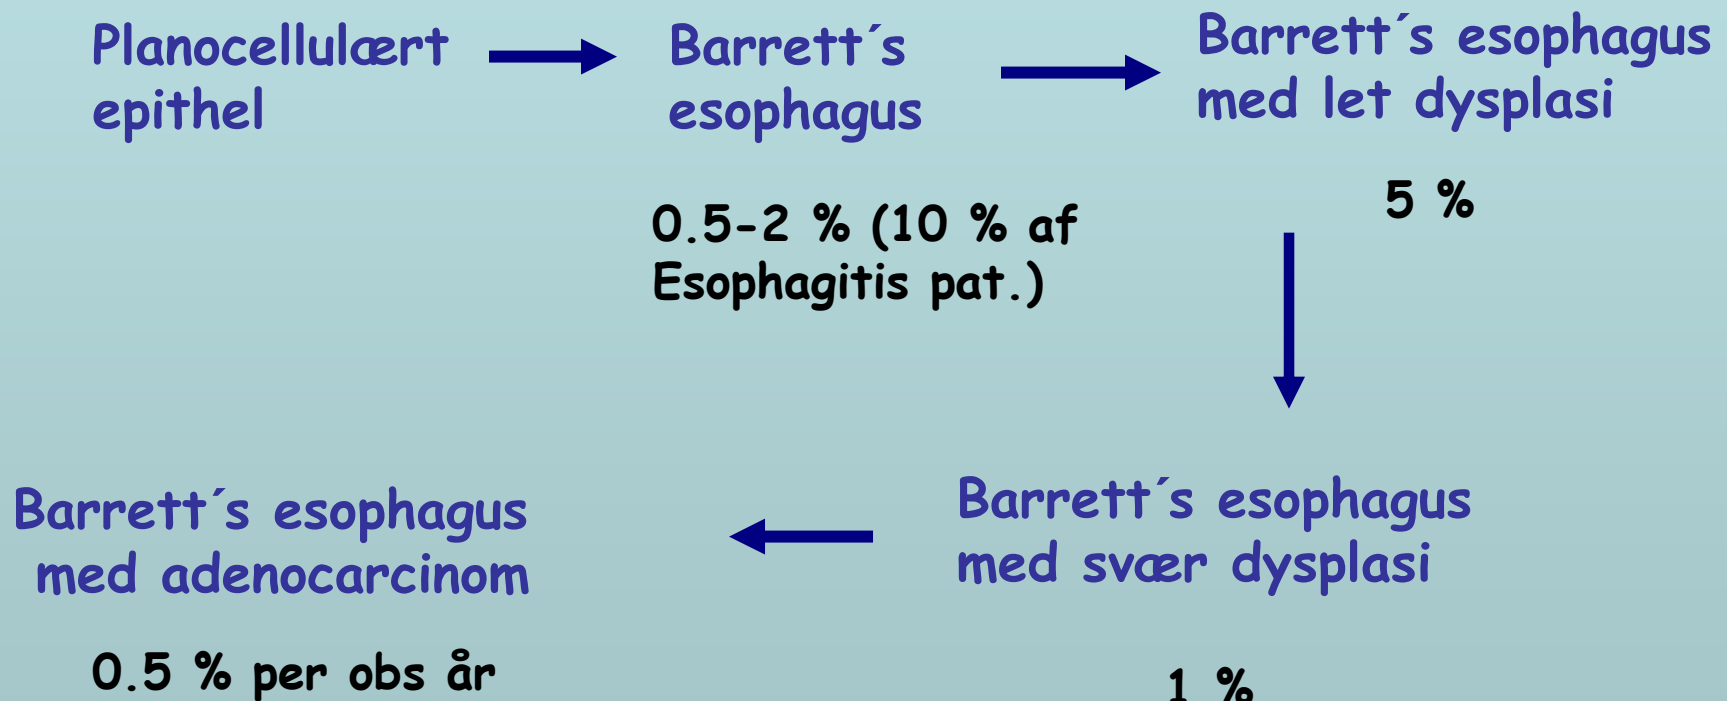 Planocellulært
epithel
Barrett´s
esophagus
0.5-2 % (10 % af
Esophagitis pat.)
Barrett´s esophagus
med let dysplasi
5 %
Barrett´s esophagus
med svær dysplasi
1 %
Barrett´s esophagus
med adenocarcinom
0.5 % per obs år